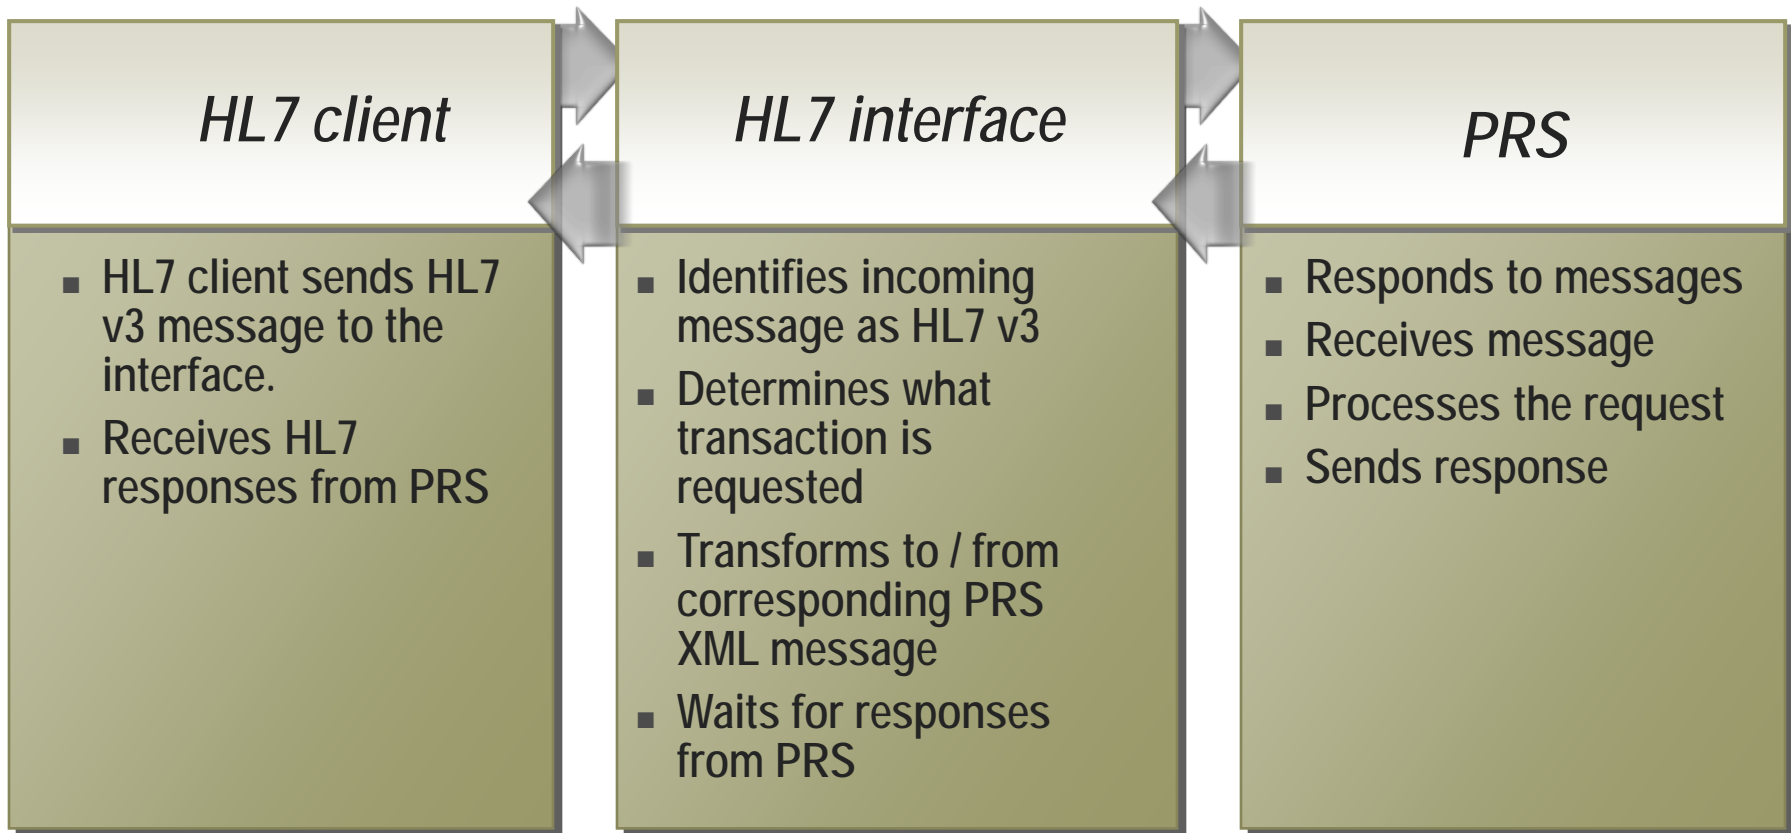 HL7 client
■ HL7 client sends HL7
v3 message to the
interface.
■ Receives HL7
responses from PRS
HL7 interface
■ Identifies incoming
message as HL7 v3
■ Determines what
transaction is
requested
■ Transforms to / from
corresponding PRS
XML message
■ Waits for responses
from PRS
PRS
■ Responds to messages
■ Receives message
■ Processes the request
■ Sends response